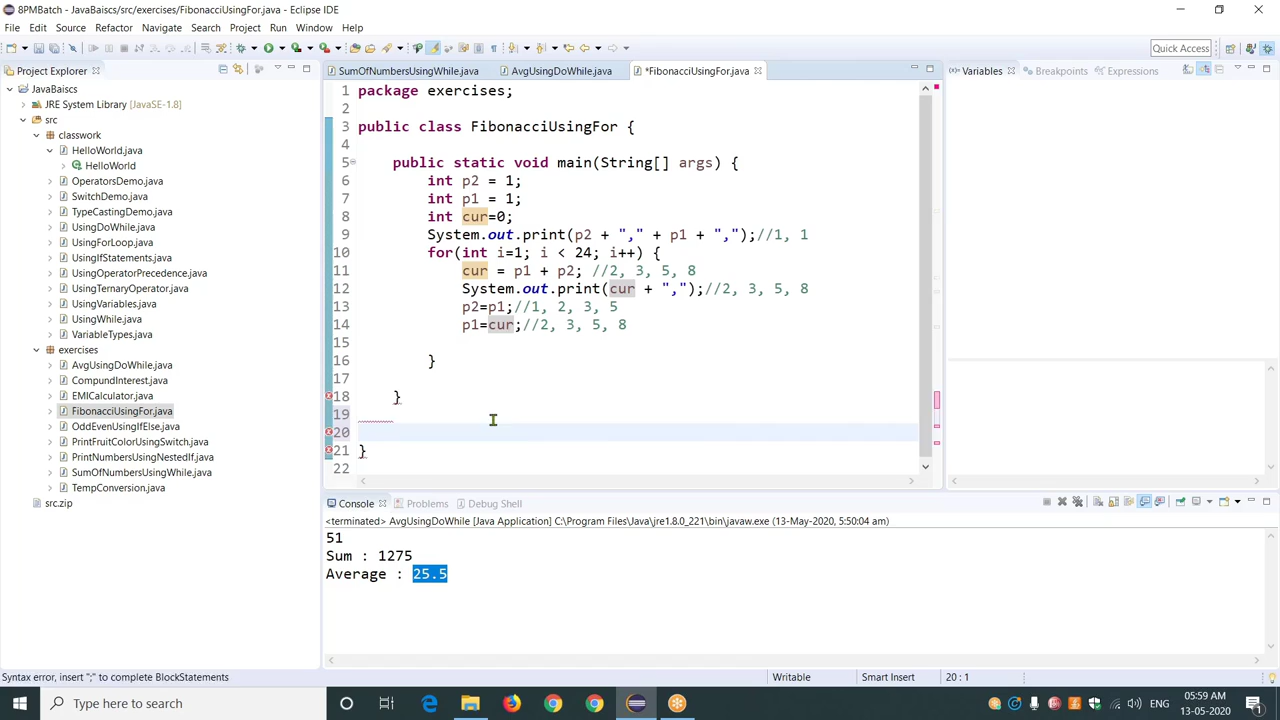 8PMBatch - JavaBaiscs/src/exercises/FibonacciUsingFor.java - Eclipse IDE
File Edit Source Refactor Navigate Search Project Run Window Help
Quick Access
Project Explorer
SumOfNumbersUsingWhile.java
AvgUsingDoWhile.java
*FibonacciUsingFor.java
Variables
Breakpoints
Expressions
JavaBaiscs
JRE System Library [JavaSE-1.8]
src
classwork
HelloWorld.java
HelloWorld
OperatorsDemo.java
SwitchDemo.java
TypeCastingDemo.java
UsingDoWhile.java
UsingForLoop.java
UsingIfStatements.java
UsingOperatorPrecedence.java
UsingTernaryOperator.java
UsingVariables.java
UsingWhile.java
VariableTypes.java
exercises
AvgUsingDoWhile.java
CompundInterest.java
EMICalculator.java
FibonacciUsingFor.java
OddEvenUsingIfElse.java
PrintFruitColorUsingSwitch.java
PrintNumbersUsingNestedIf.java
SumOfNumbersUsingWhile.java
TempConversion.java
src.zip
1 package exercises;
2
3 public class FibonacciUsingFor {
4
5 public static void main(String[] args) {
6 int p2 = 1;
7 int p1 = 1;
8 int cur=0;
9 System.out.print(p2 + "," + p1 + ",");//1, 1
10 for(int i=1; i < 24; i++) {
11 cur = p1 + p2; //2, 3, 5, 8
12 System.out.print(cur + ",");//2, 3, 5, 8
13 p2=p1;//1, 2, 3, 5
14 p1=cur;//2, 3, 5, 8
15
16 }
17
18 }
19
20
21 }
22
Console
Problems
Debug Shell
<terminated> AvgUsingDoWhile [Java Application] C:\Program Files\Java\jre1.8.0_221\bin\javaw.exe (13-May-2020, 5:50:04 am)
51
Sum : 1275
Average : 25.5
Syntax error, insert ";" to complete BlockStatements
Writable
Smart Insert
20 : 1
Type here to search
ENG
05:59 AM
13-05-2020